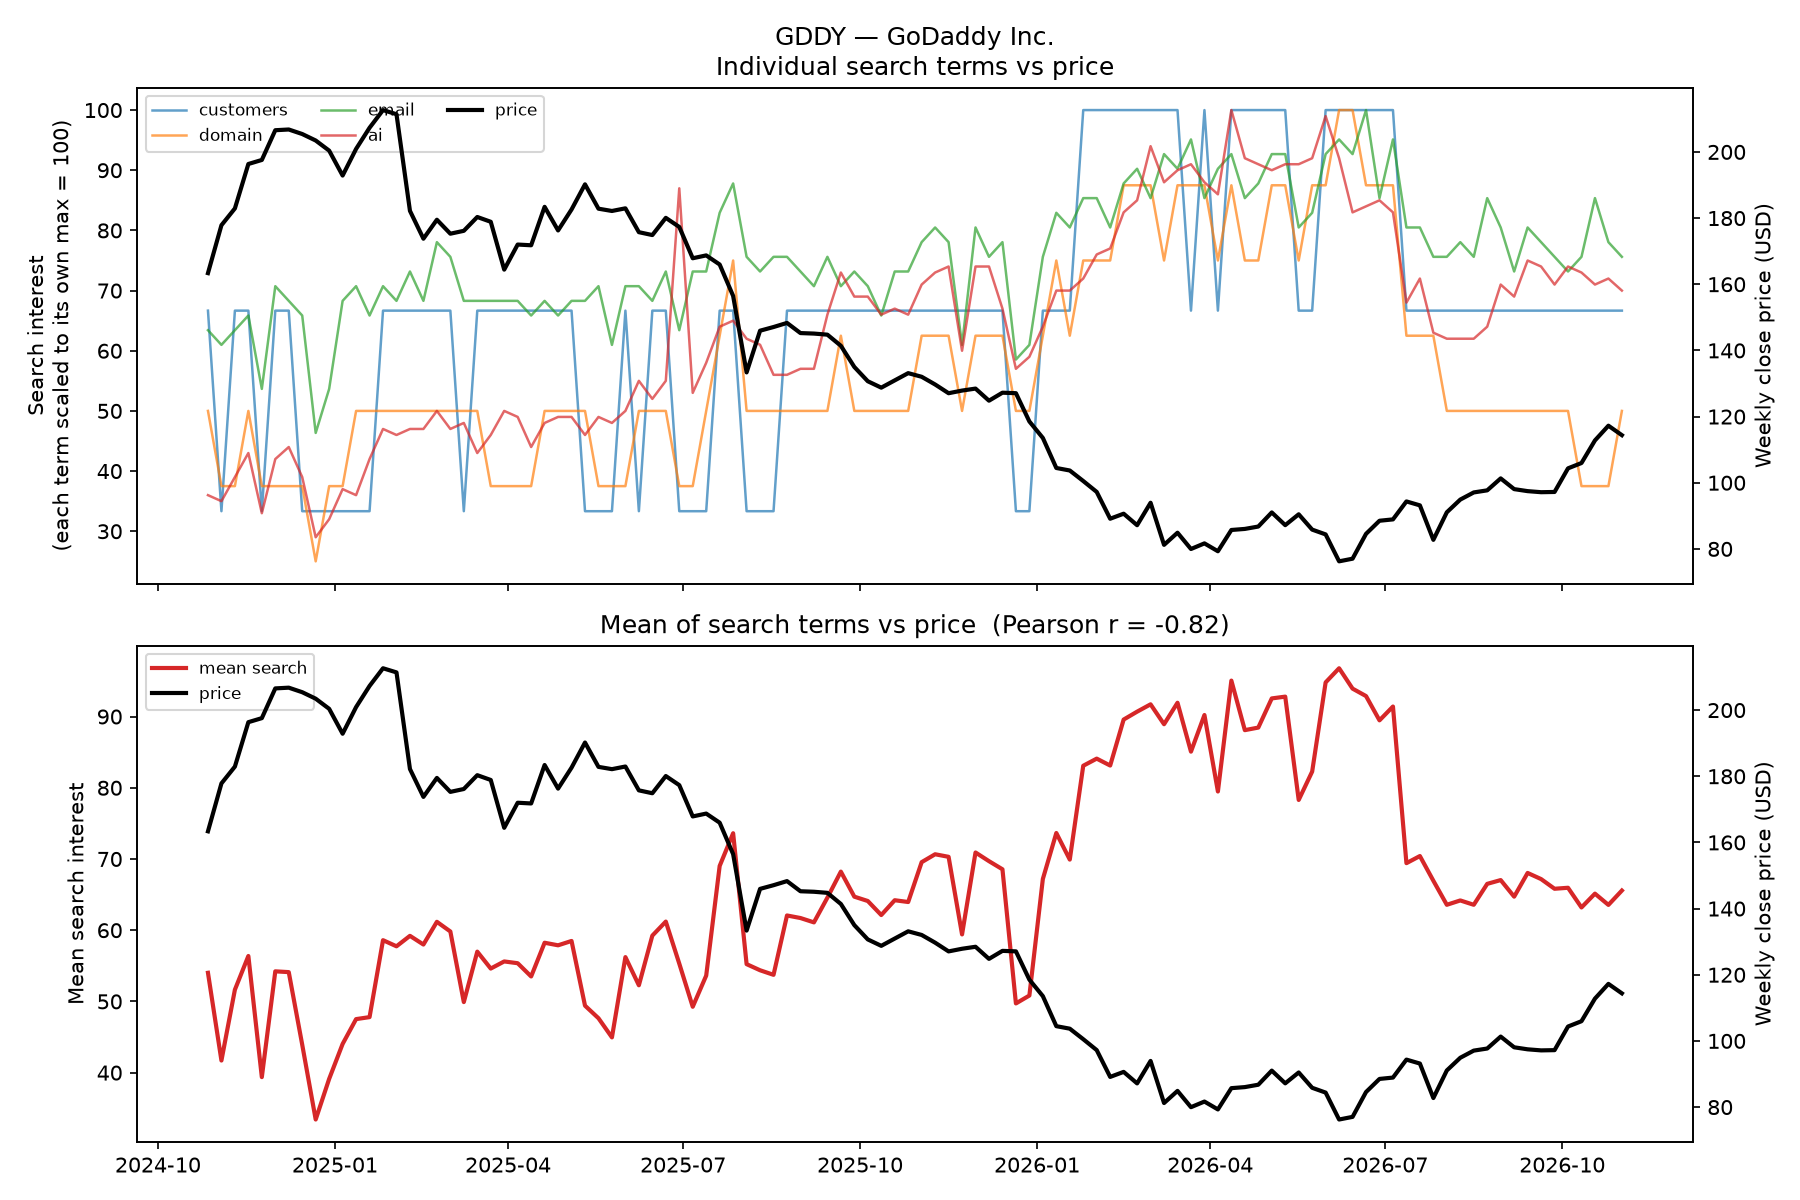 GDDY — GoDaddy Inc.
Individual search terms vs price
customers
domain
email
ai
price
Search interest
(each term scaled to its own max = 100)
100
90
80
70
60
50
40
30
Weekly close price (USD)
200
180
160
140
120
100
80
Mean of search terms vs price (Pearson r = -0.82)
mean search
price
Mean search interest
90
80
70
60
50
40
Weekly close price (USD)
200
180
160
140
120
100
80
2024-10
2025-01
2025-04
2025-07
2025-10
2026-01
2026-04
2026-07
2026-10